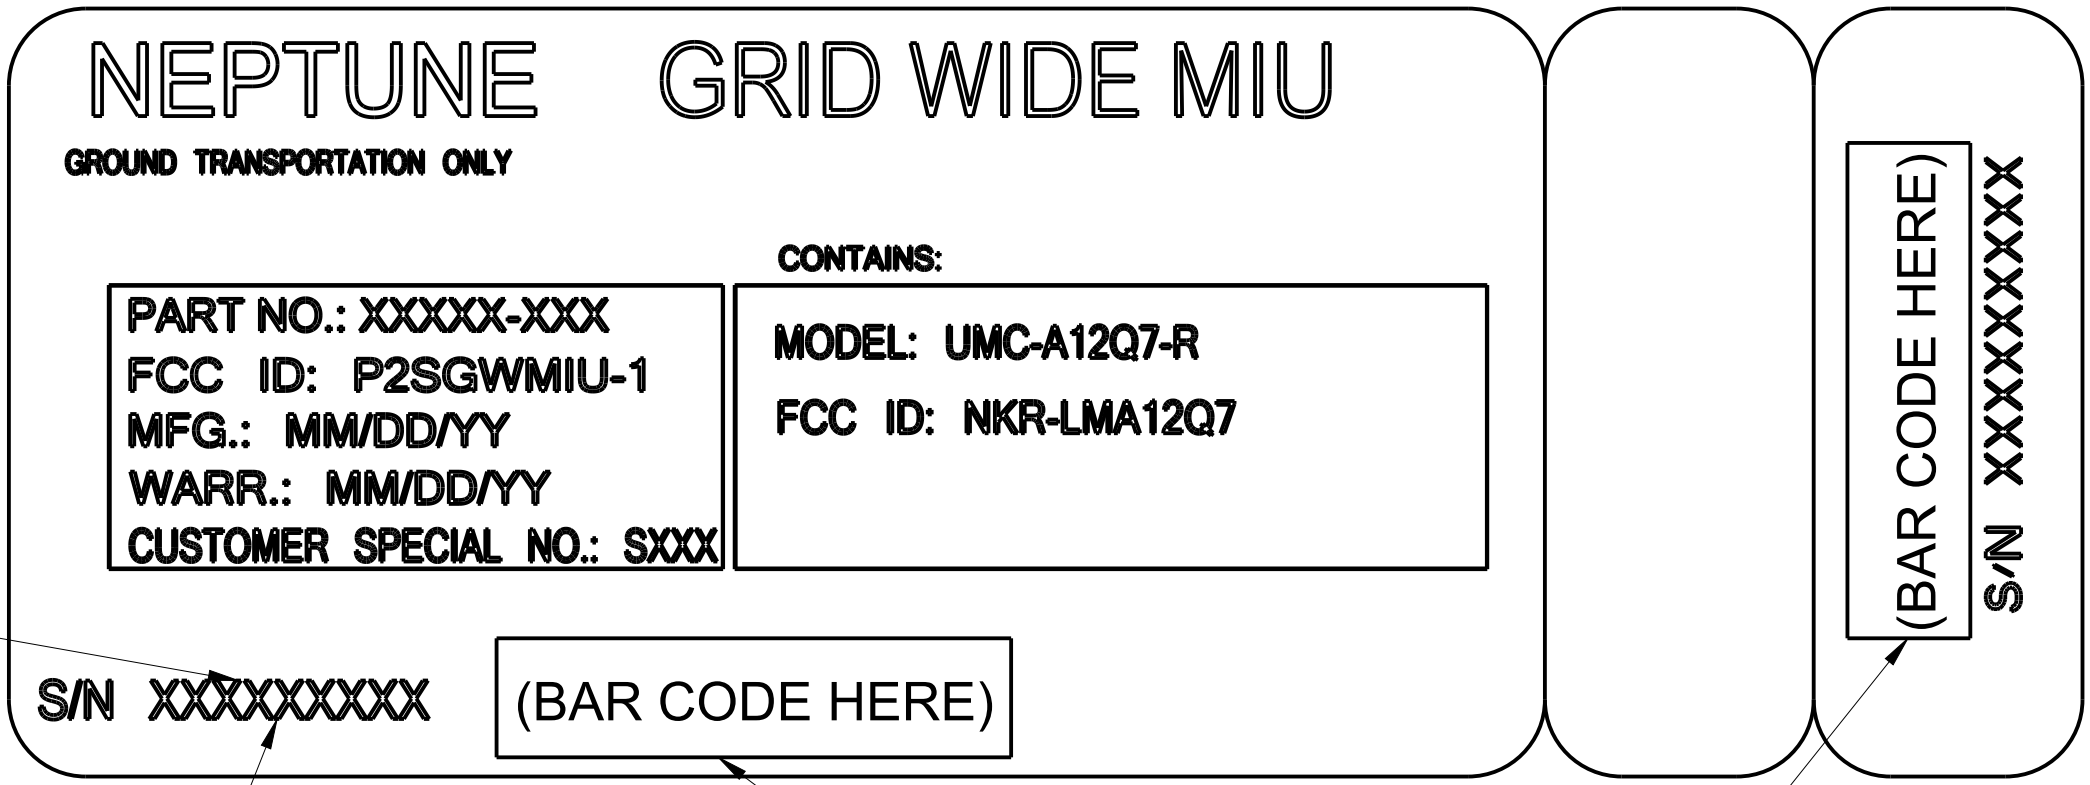 NEPTUNE GRID WIDE MIU
GROUND TRANSPORTATION ONLY
PART NO.: XXXXX-XXX
FCC ID: P2SGWMIU-1
MFG.: MM/DD/YY
WARR.: MM/DD/YY
CUSTOMER SPECIAL NO.: SXXX
CONTAINS:
MODEL: UMC-A12Q7-R
FCC ID: NKR-LMA12Q7
S/N XXXXXXXXX
(BAR CODE HERE)
(BAR CODE HERE)
S/N XXXXXXXXX